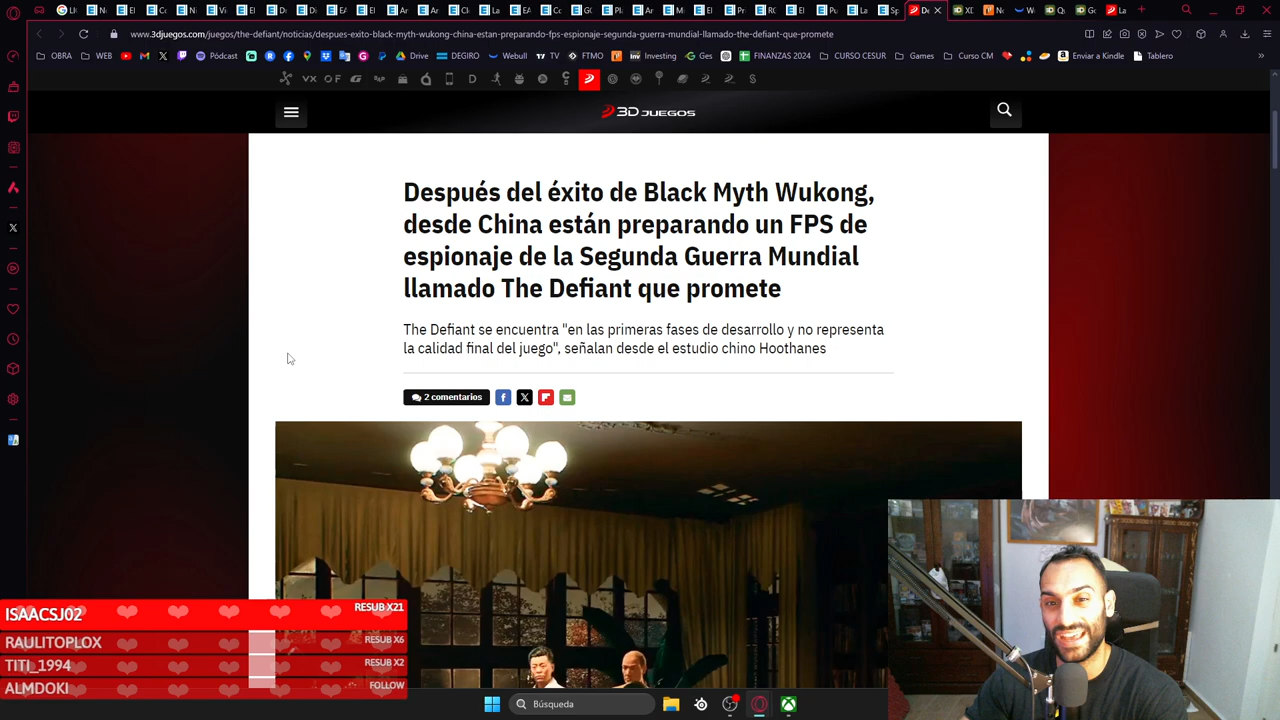 www.3djuegos.com/juegos/the-defiant/noticias/despues-exito-black-myth-wukong-china-estan-preparando-fps-espionaje-segunda-guerra-mundial-llamado-the-defiant-que-promete
OBRA WEB Twitch Pódcast Drive DEGIRO Webull TV FTMO Investing Ges FINANZAS 2024 CURSO CESUR Games Curso CM Enviar a Kindle Tablero
3DJUEGOS
Después del éxito de Black Myth Wukong,
desde China están preparando un FPS de
espionaje de la Segunda Guerra Mundial
llamado The Defiant que promete
The Defiant se encuentra "en las primeras fases de desarrollo y no representa
la calidad final del juego", señalan desde el estudio chino Hoothanes
2 comentarios
ISAACSJ02 RESUB X21
RAULITOPLOX RESUB X6
TITI_1994 RESUB X2
ALMDOKI FOLLOW
Búsqueda